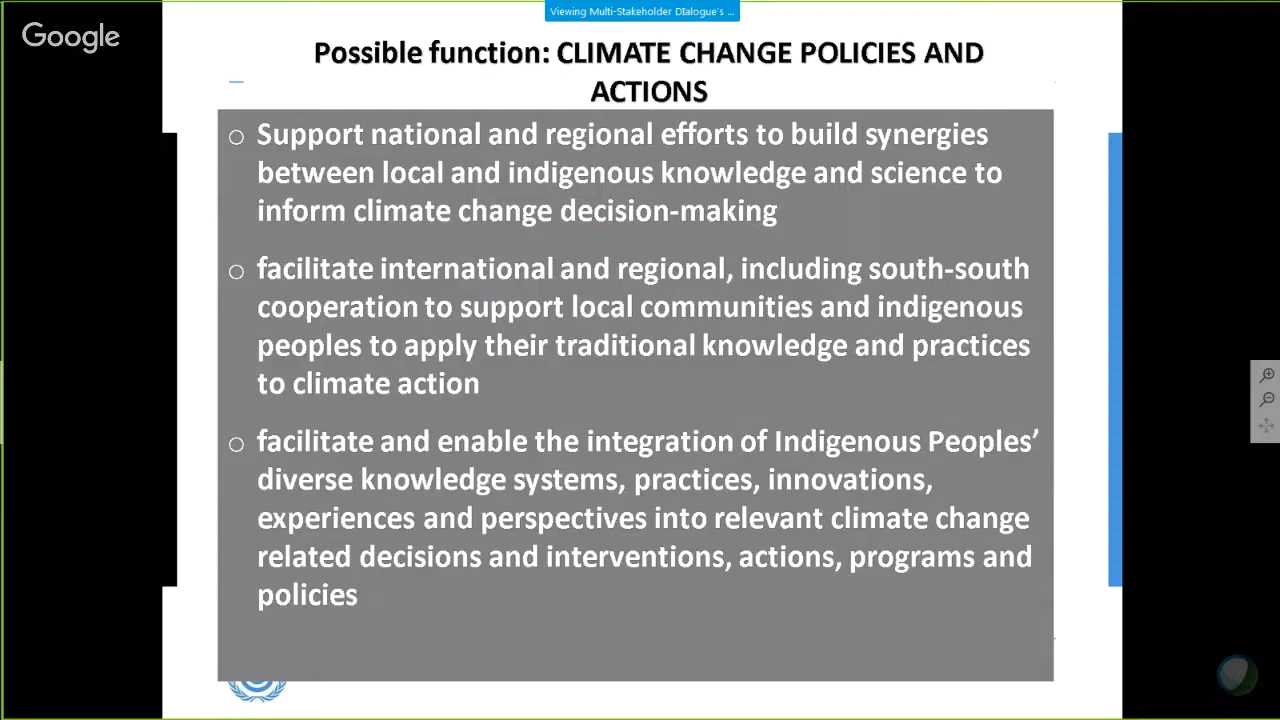 Viewing Multi-Stakeholder DIalogue's ...
Google
Possible function: CLIMATE CHANGE POLICIES AND
ACTIONS
o Support national and regional efforts to build synergies
between local and indigenous knowledge and science to
inform climate change decision-making
o facilitate international and regional, including south-south
cooperation to support local communities and indigenous
peoples to apply their traditional knowledge and practices
to climate action
o facilitate and enable the integration of Indigenous Peoples’
diverse knowledge systems, practices, innovations,
experiences and perspectives into relevant climate change
related decisions and interventions, actions, programs and
policies